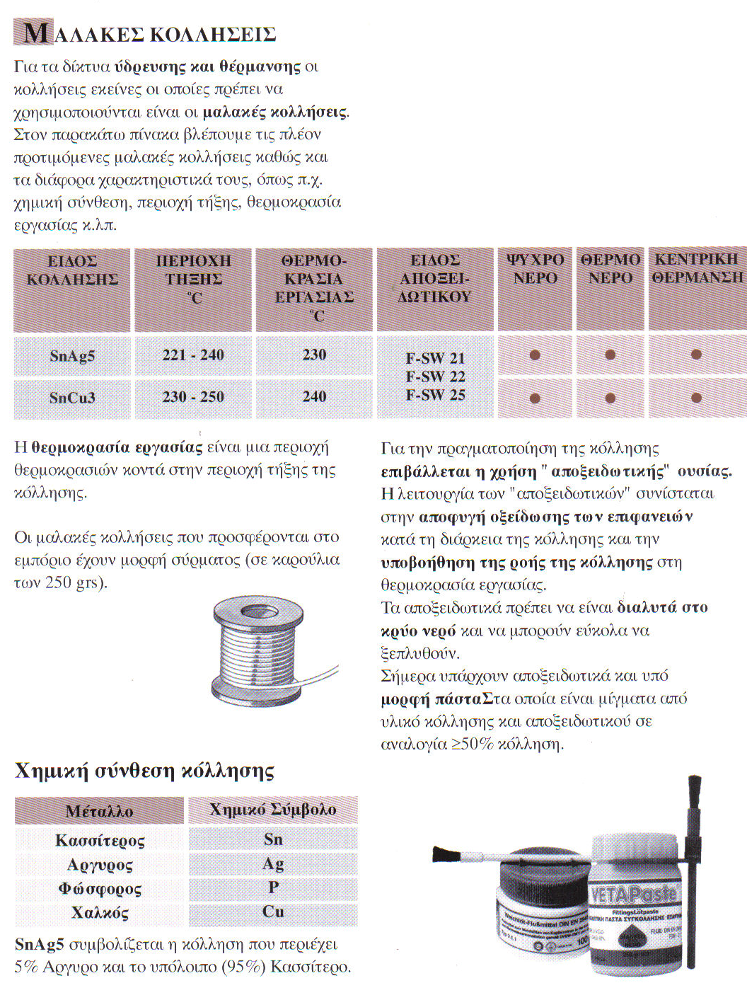 ΜΑΛΑΚΕΣ ΚΟΛΛΗΣΕΙΣ
Για τα δίκτυα ύδρευσης και θέρμανσης οι
κολλήσεις εκείνες οι οποίες πρέπει να
χρησιμοποιούνται είναι οι μαλακές κολλήσεις.
Στον παρακάτω πίνακα βλέπουμε τις πλέον
προτιμόμενες μαλακές κολλήσεις καθώς και
τα διάφορα χαρακτηριστικά τους, όπως π.χ.
χημική σύνθεση, περιοχή τήξης, θερμοκρασία
εργασίας κ.λπ.
ΕΙΔΟΣ ΠΕΡΙΟΧΗ ΘΕΡΜΟ- ΕΙΔΟΣ ΨΥΧΡΟ ΘΕΡΜΟ ΚΕΝΤΡΙΚΗ
ΚΟΛΛΗΣΗΣ ΤΗΞΗΣ ΚΡΑΣΙΑ ΑΠΟΞΕΙ- ΝΕΡΟ ΝΕΡΟ ΘΕΡΜΑΝΣΗ
°C ΕΡΓΑΣΙΑΣ ΔΩΤΙΚΟΥ
°C
SnAg5 221 - 240 230 F-SW 21 ● ● ●
F-SW 22
SnCu3 230 - 250 240 F-SW 25 ● ● ●
Η θερμοκρασία εργασίας είναι μια περιοχή
θερμοκρασιών κοντά στην περιοχή τήξης της
κόλλησης.
Οι μαλακές κολλήσεις που προσφέρονται στο
εμπόριο έχουν μορφή σύρματος (σε καρούλια
των 250 grs).
Για την πραγματοποίηση της κόλλησης
επιβάλλεται η χρήση " αποξειδωτικής" ουσίας.
Η λειτουργία των "αποξειδωτικών" συνίσταται
στην αποφυγή οξείδωσης των επιφανειών
κατά τη διάρκεια της κόλλησης και την
υποβοήθηση της ροής της κόλλησης στη
θερμοκρασία εργασίας.
Τα αποξειδωτικά πρέπει να είναι διαλυτά στο
κρύο νερό και να μπορούν εύκολα να
ξεπλυθούν.
Σήμερα υπάρχουν αποξειδωτικά και υπό
μορφή πάσταΣτα οποία είναι μίγματα από
υλικό κόλλησης και αποξειδωτικού σε
αναλογία ≥50% κόλληση.
Χημική σύνθεση κόλλησης
Μέταλλο Χημικό Σύμβολο
Κασσίτερος Sn
Αργυρος Ag
Φώσφορος P
Χαλκός Cu
SnAg5 συμβολίζεται η κόλληση που περιέχει
5% Αργυρο και το υπόλοιπο (95%) Κασσίτερο.
VETAPaste
FittingsLötpaste
ΠΑΣΤΑ ΣΥΓΚΟΛΛΗΣΗΣ
Weichlöt-Flußmittel DIN EN
100